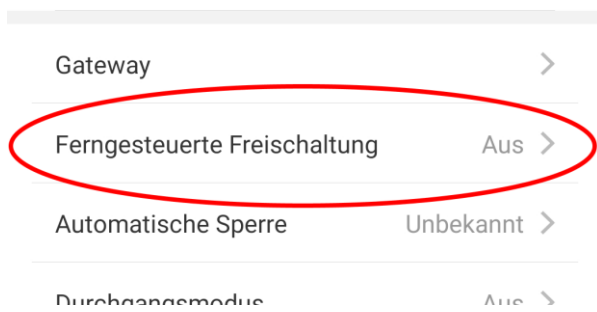 Gateway
Ferngesteuerte Freischaltung Aus
Automatische Sperre Unbekannt
Durchgangsmodus Aus